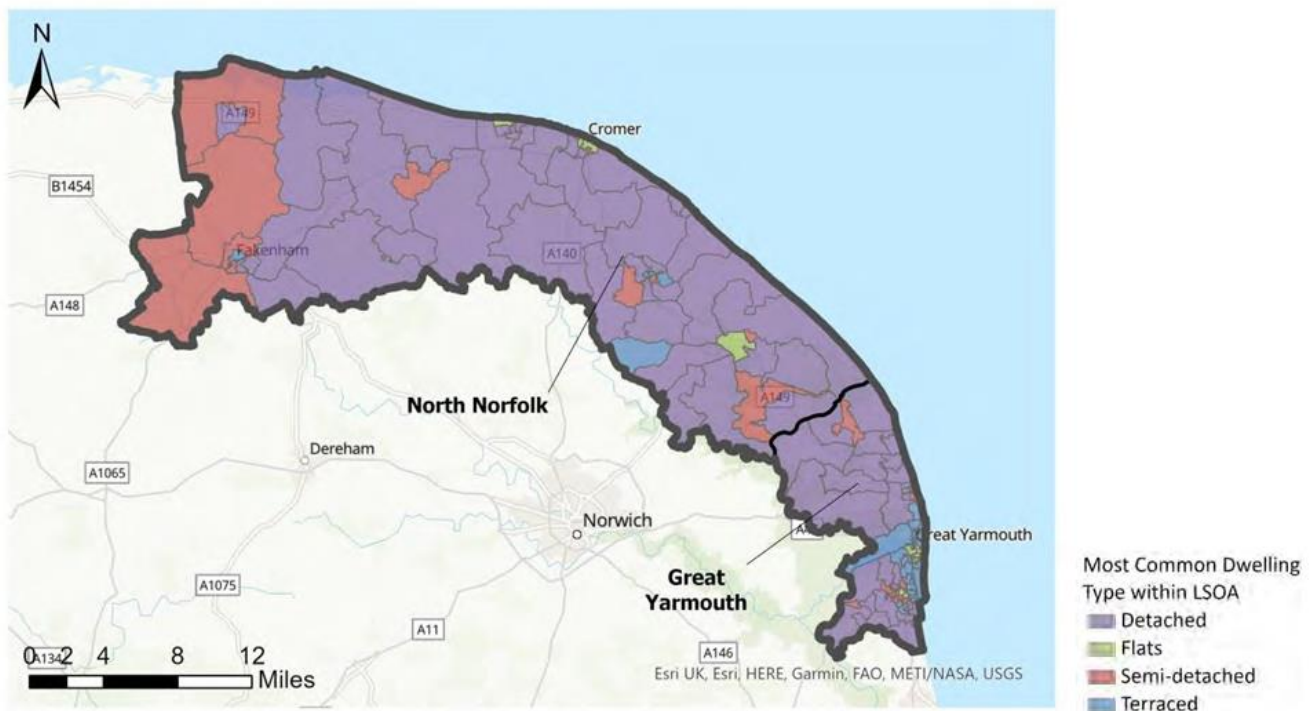 N
Cromer
A149
B1454
Fakenham
A140
A148
North Norfolk
A149
Dereham
A1065
Norwich
Great Yarmouth
Great
Yarmouth
A1075
A11
A146
0 2 4 8 12
A134
Miles
Esri UK, Esri, HERE, Garmin, FAO, METI/NASA, USGS
Most Common Dwelling
Type within LSOA
Detached
Flats
Semi-detached
Terraced